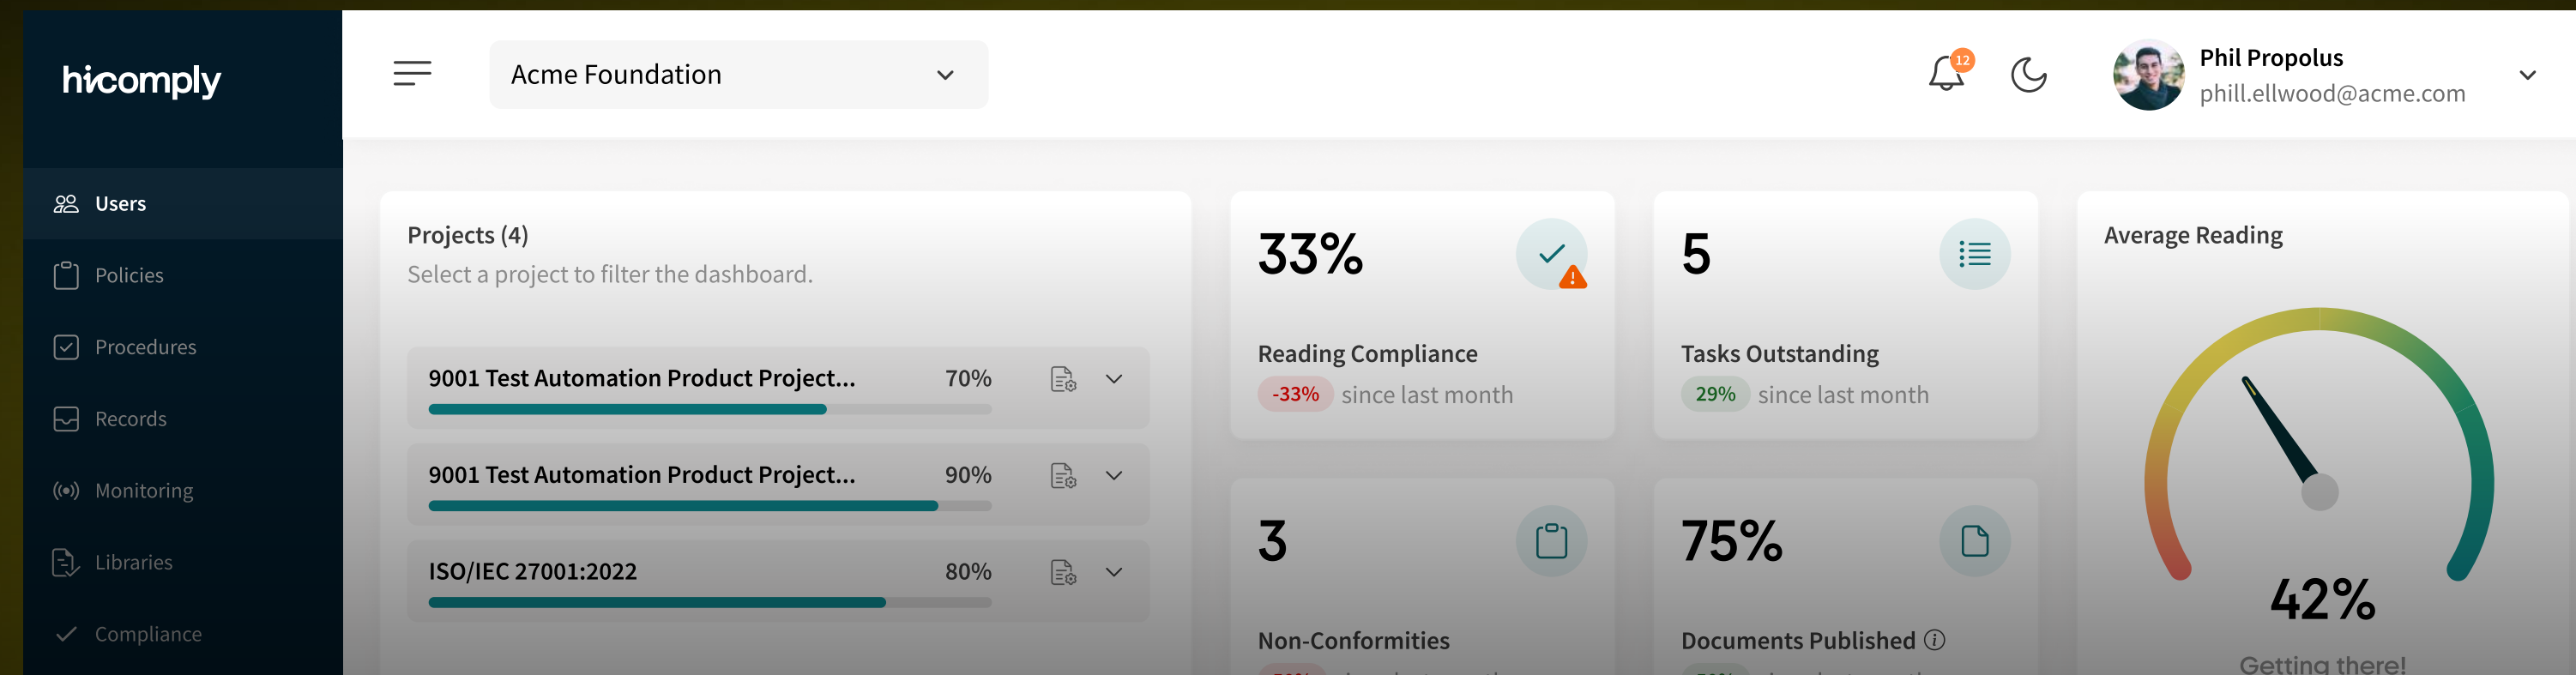 hicomply
Acme Foundation
12
Phil Propolus
phill.ellwood@acme.com
Users
Policies
Procedures
Records
Monitoring
Libraries
Compliance
Projects (4)
Select a project to filter the dashboard.
9001 Test Automation Product Project... 70%
9001 Test Automation Product Project... 90%
ISO/IEC 27001:2022 80%
33%
Reading Compliance
-33% since last month
5
Tasks Outstanding
29% since last month
3
Non-Conformities
75%
Documents Published
Average Reading
42%
Getting there!